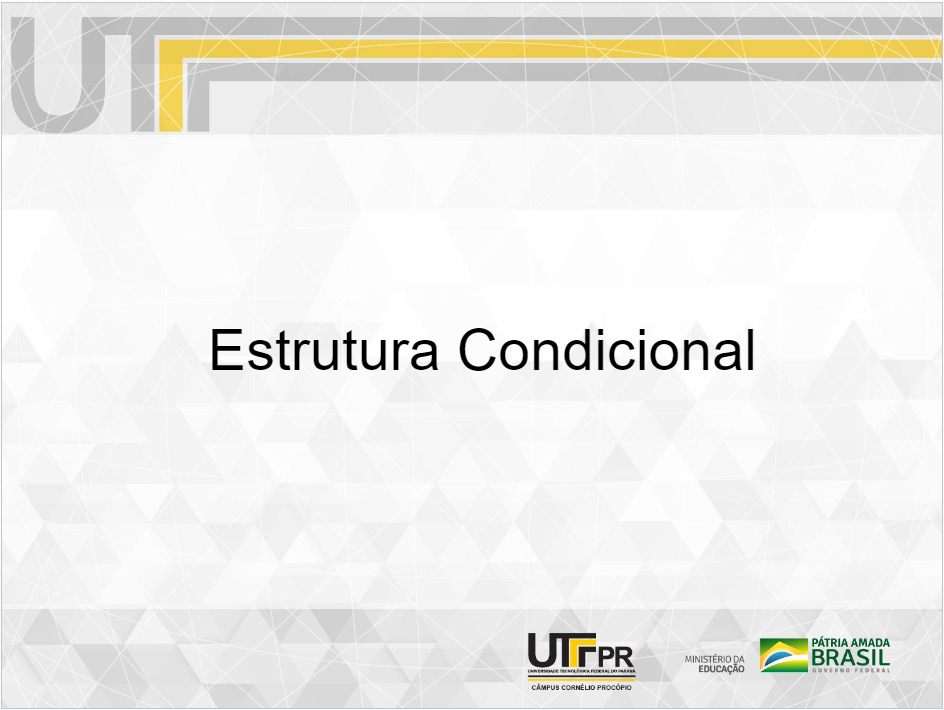 UTF
Estrutura Condicional
UTFPR
UNIVERSIDADE TECNOLÓGICA FEDERAL DO PARANÁ
CÂMPUS CORNÉLIO PROCÓPIO
MINISTÉRIO DA
EDUCAÇÃO
PÁTRIA AMADA
BRASIL
GOVERNO FEDERAL